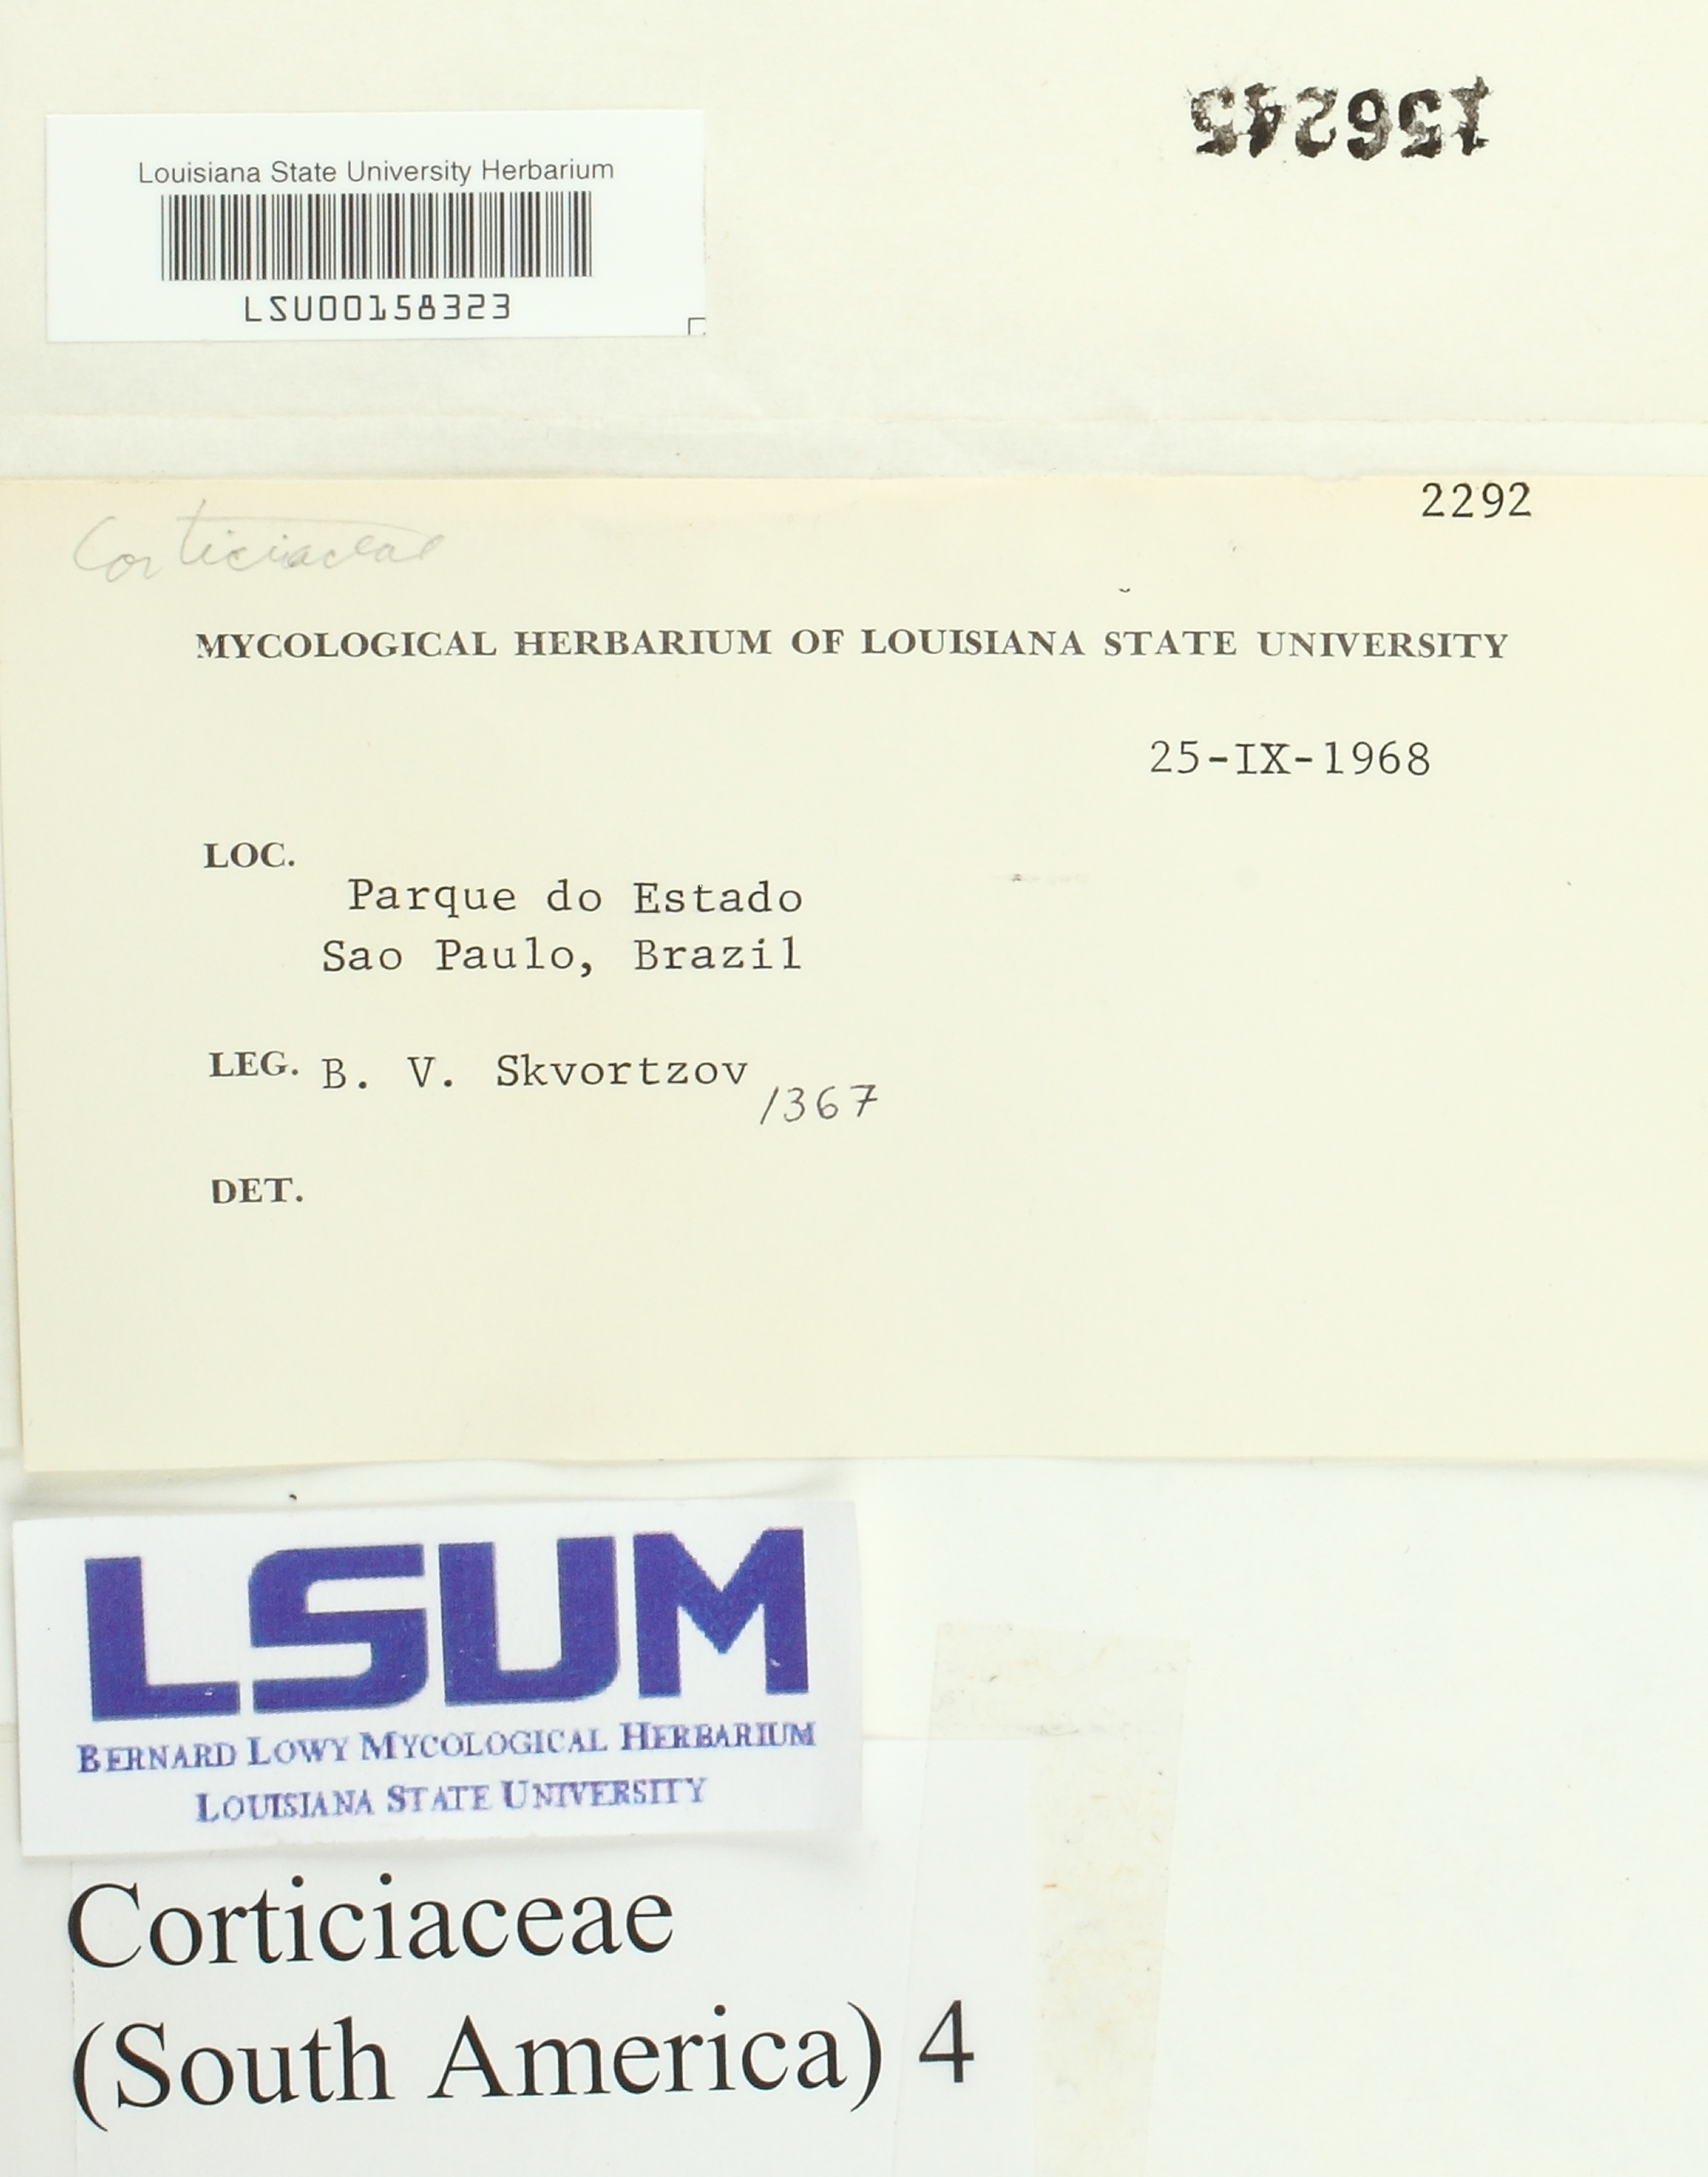 156245
Louisiana State University Herbarium
LSU00158323
2292
Corticiaceae
MYCOLOGICAL HERBARIUM OF LOUISIANA STATE UNIVERSITY
25-IX-1968
LOC.
Parque do Estado
Sao Paulo, Brazil
LEG. B. V. Skvortzov
1367
DET.
LSUM
BERNARD LOWY MYCOLOGICAL HERBARIUM
LOUISIANA STATE UNIVERSITY
Corticiaceae
(South America) 4